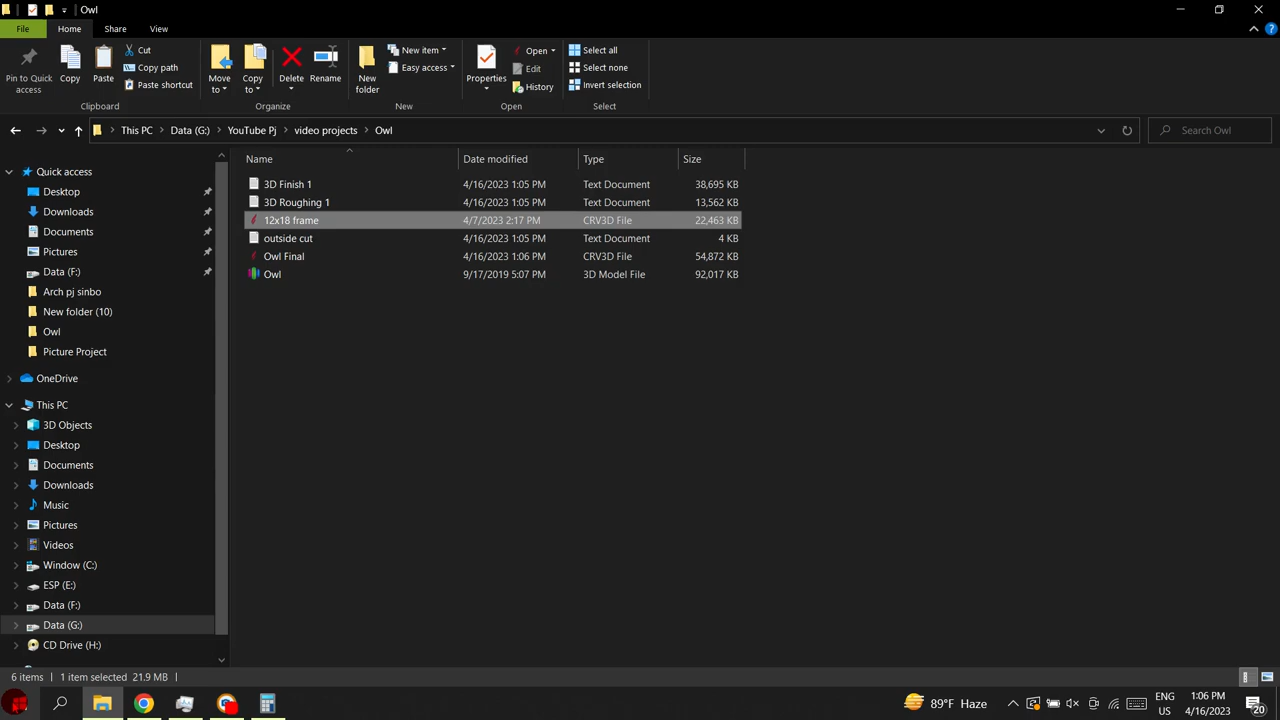 Owl
File Home Share View
Pin to Quick access
Copy
Paste
Cut
Copy path
Paste shortcut
Clipboard
Move to
Copy to
Delete
Rename
Organize
New folder
New item
Easy access
New
Properties
Open
Edit
History
Open
Select all
Select none
Invert selection
Select
This PC > Data (G:) > YouTube Pj > video projects > Owl
Search Owl
Name Date modified Type Size
3D Finish 1 4/16/2023 1:05 PM Text Document 38,695 KB
3D Roughing 1 4/16/2023 1:05 PM Text Document 13,562 KB
12x18 frame 4/7/2023 2:17 PM CRV3D File 22,463 KB
outside cut 4/16/2023 1:05 PM Text Document 4 KB
Owl Final 4/16/2023 1:06 PM CRV3D File 54,872 KB
Owl 9/17/2019 5:07 PM 3D Model File 92,017 KB
Quick access
Desktop
Downloads
Documents
Pictures
Data (F:)
Arch pj sinbo
New folder (10)
Owl
Picture Project
OneDrive
This PC
3D Objects
Desktop
Documents
Downloads
Music
Pictures
Videos
Window (C:)
ESP (E:)
Data (F:)
Data (G:)
CD Drive (H:)
6 items 1 item selected 21.9 MB
89°F Haze
ENG
US
1:06 PM
4/16/2023
20